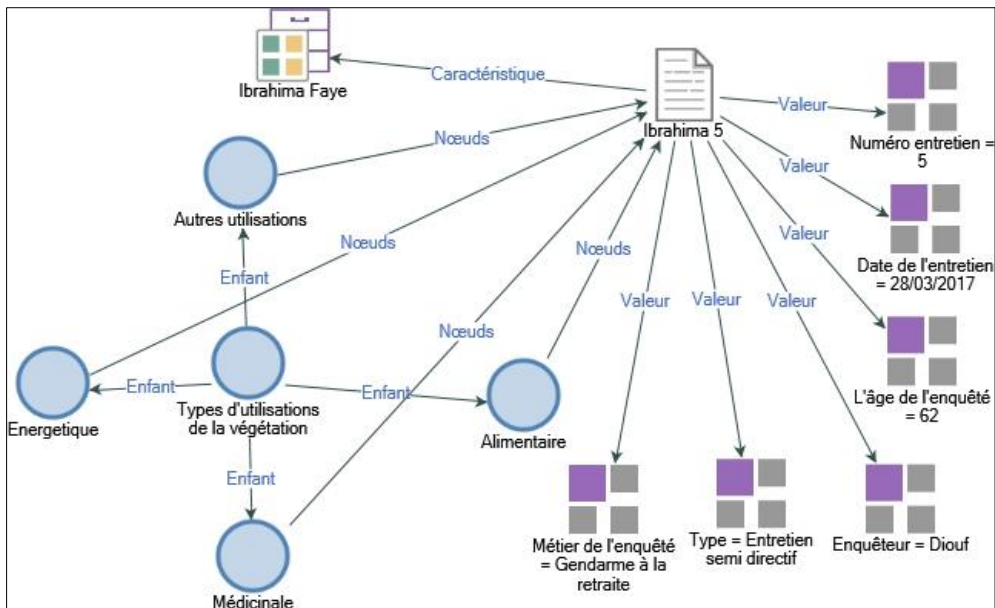 Caractéristique
Ibrahima Faye
Ibrahima 5
Valeur
Numéro entretien =
5
Nœuds
Valeur
Autres utilisations
Nœuds
Valeur
Nœuds
Date de l'entretien
= 28/03/2017
Enfant
Valeur
Valeur
Valeur
Nœuds
Enfant
Enfant
L'âge de l'enquêté
= 62
Energetique
Types d'utilisations
de la végétation
Alimentaire
Enfant
Métier de l'enquêté
= Gendarme à la
retraite
Type = Entretien
semi directif
Enquêteur = Diouf
Médicinale